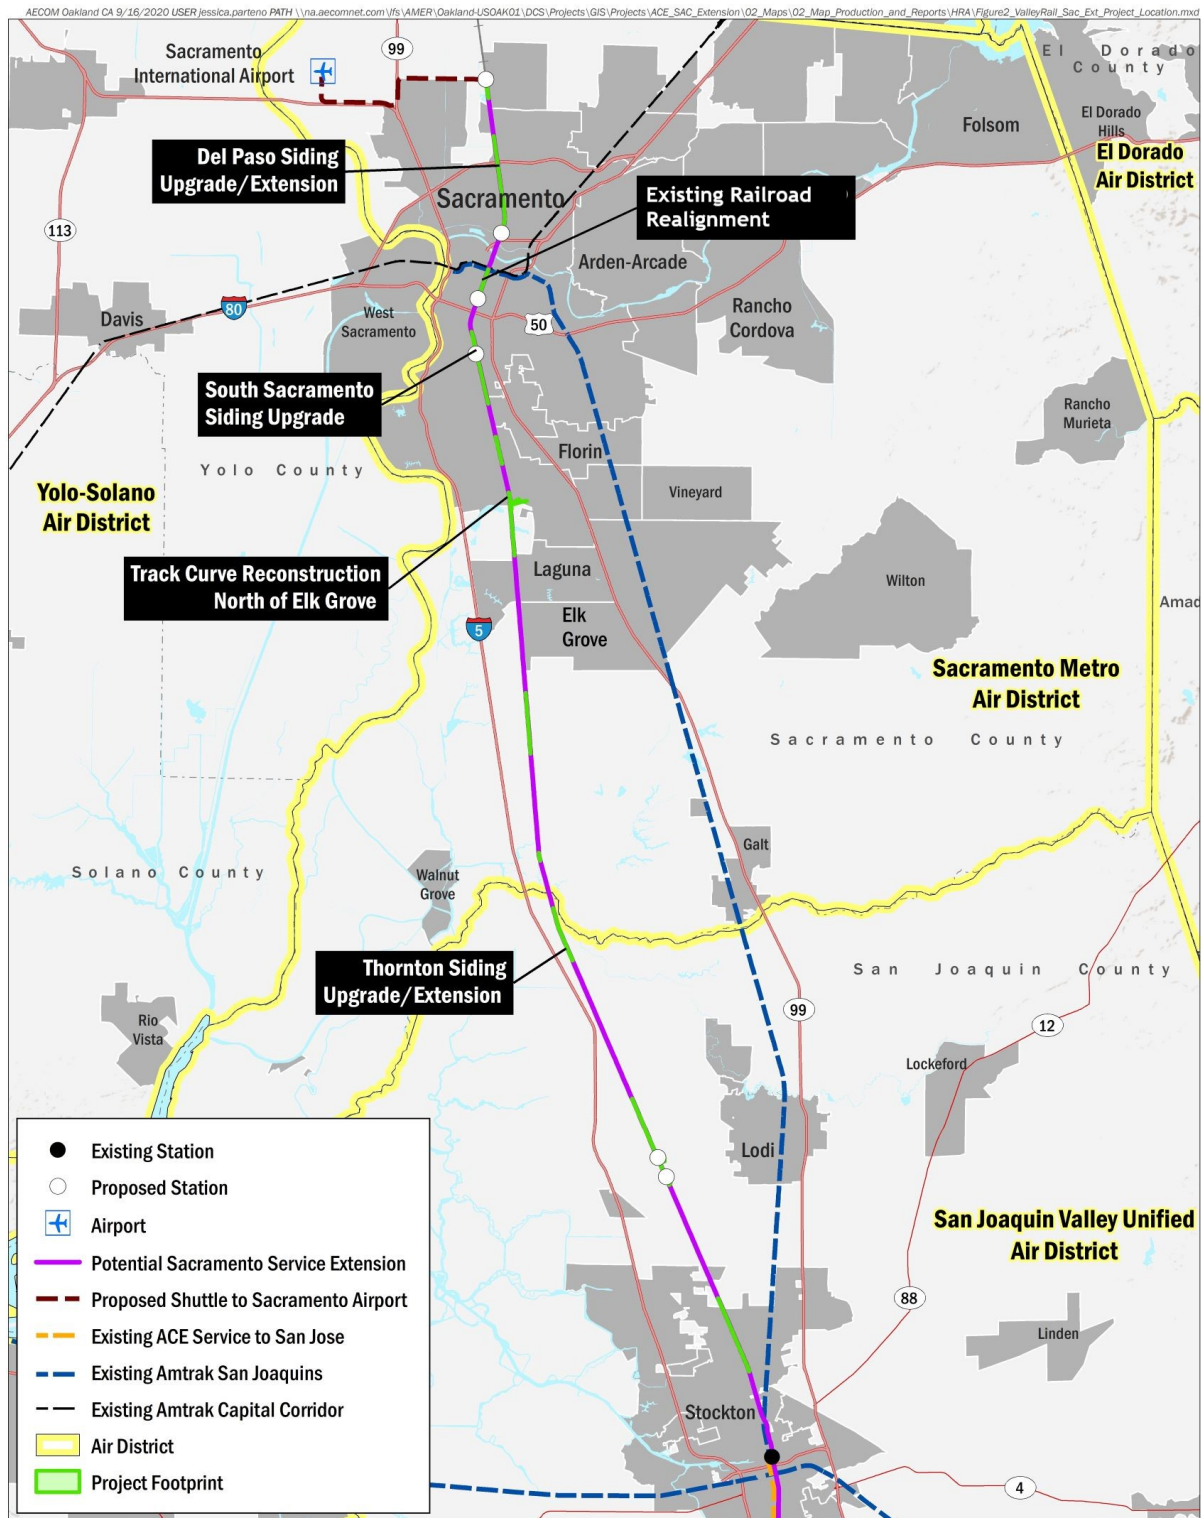 AECOM Oakland CA 9/16/2020 USER jessica.parteno PATH \\na.aecomnet.com\lfs\AMER\Oakland-USOAK01\DCS\Projects\GIS\Projects\ACE_SAC_Extension\02_Maps\02_Map_Production_and_Reports\HRA\Figure2_ValleyRail_Sac_Ext_Project_Location.mxd
Sacramento
International Airport
99
El Dorado
County
Folsom
El Dorado
Hills
El Dorado
Air District
Del Paso Siding
Upgrade/Extension
Sacramento
Existing Railroad
Realignment
113
Arden-Arcade
80
Davis
West
Sacramento
50
Rancho
Cordova
South Sacramento
Siding Upgrade
Rancho
Murieta
Florin
Yolo County
Yolo-Solano
Air District
Vineyard
Track Curve Reconstruction
North of Elk Grove
Laguna
Wilton
Elk
Grove
5
Amad
Sacramento Metro
Air District
Sacramento County
Galt
Solano County
Walnut
Grove
Thornton Siding
Upgrade/Extension
San Joaquin County
99
12
Rio
Vista
Lockeford
Lodi
San Joaquin Valley Unified
Air District
88
Linden
Stockton
4
Existing Station
Proposed Station
Airport
Potential Sacramento Service Extension
Proposed Shuttle to Sacramento Airport
Existing ACE Service to San Jose
Existing Amtrak San Joaquins
Existing Amtrak Capital Corridor
Air District
Project Footprint